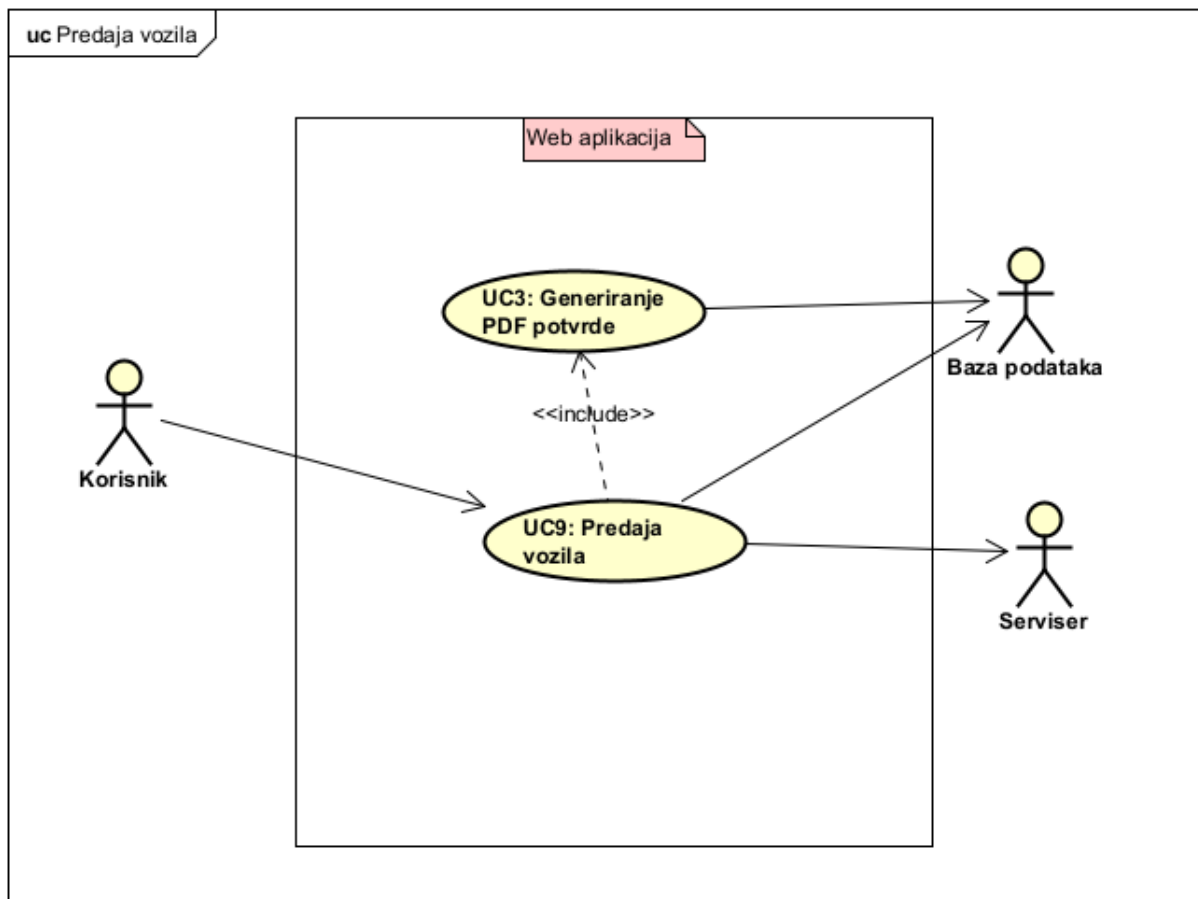 uc Predaja vozila
Web aplikacija
UC3: Generiranje
PDF potvrde
Baza podataka
<<include>>
Korisnik
UC9: Predaja
vozila
Serviser